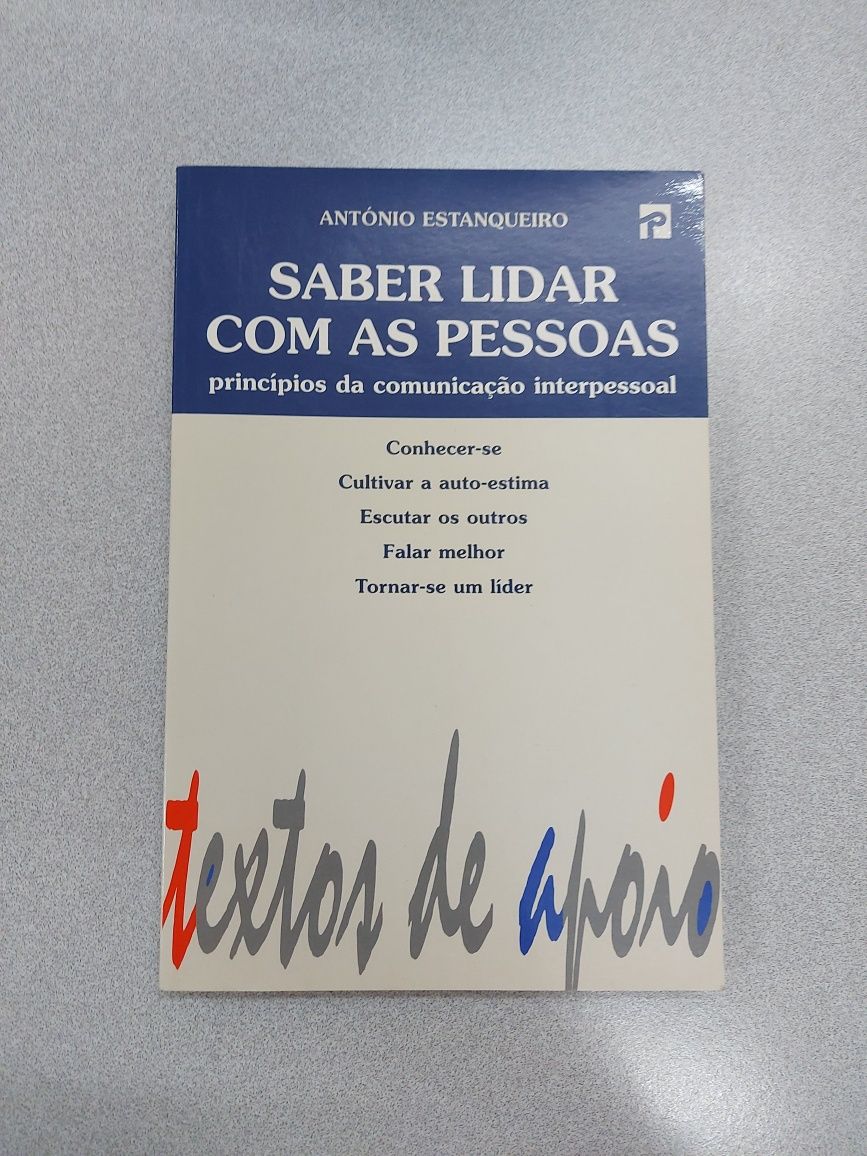 ANTÓNIO ESTANQUEIRO
SABER LIDAR
COM AS PESSOAS
princípios da comunicação interpessoal
Conhecer-se
Cultivar a auto-estima
Escutar os outros
Falar melhor
Tornar-se um líder
textos de apoio